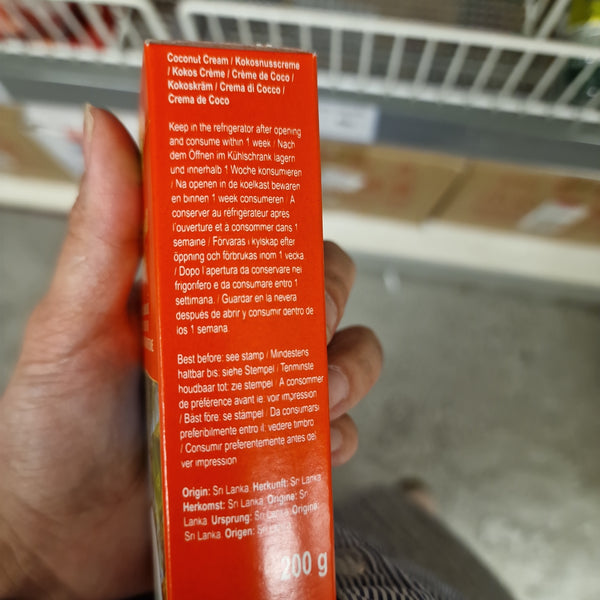 Coconut Cream / Kokosnusscreme
/ Kokos Crème / Crème de Coco /
Kokoskräm / Crema di Cocco /
Crema de Coco
Keep in the refrigerator after opening
and consume within 1 week / Nach
dem Öffnen im Kühlschrank lagern
und innerhalb 1 Woche konsumieren
/ Na openen in de koelkast bewaren
en binnen 1 week consumeren / A
conserver au réfrigerateur après
l'ouverture et à consommer dans 1
semaine / Förvaras i kylskap efter
öppning och förbrukas inom 1 vecka
/ Dopo l apertura da conservare nel
frigorifero e da consumare entro 1
settimana. / Guardar en la nevera
después de abrir y consumir dentro de
los 1 semana
Best before: see stamp / Mindestens
haltbar bis: siehe Stempel / Tenminste
houdbaar tot: zie stempel / A consommer
de préférence avant le: voir impression
/ Bäst före: se stämpel / Da consumarsi
preferibilmente entro il: vedere timbro
/ Consumir preferentemente antes del
ver impression
Origin: Sri Lanka Herkunft: Sri Lanka
Herkomst: Sri Lanka Origine: Sri
Lanka Ursprung: Sri Lanka Origine:
Sri Lanka Origen: Sri Lanka
200 g